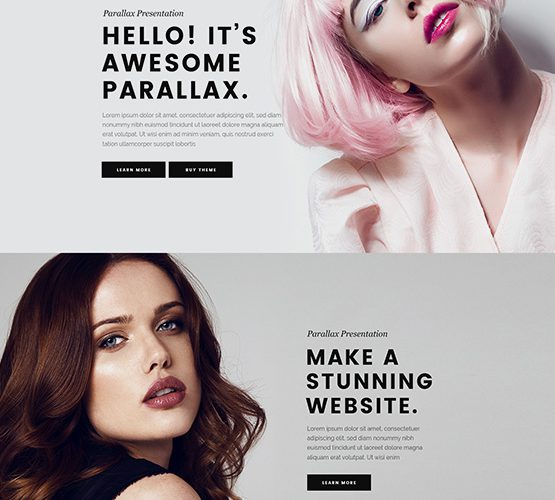 Parallax Presentation
HELLO! IT'S
AWESOME
PARALLAX.
Lorem ipsum dolor sit amet, consectetuer adipiscing elit, sed diam
nonummy nibh euismod tincidunt ut laoreet dolore magna aliquam
erat volutpat. Ut wisi enim ad minim veniam, quis nostrud exerci
tation ullamcorper suscipit lobortis
LEARN MORE
BUY THEME
Parallax Presentation
MAKE A
STUNNING
WEBSITE.
Lorem ipsum dolor sit amet, consectetuer
adipiscing elit, sed diam nonummy nibh
euismod tincidunt ut laoreet dolore magna
aliquam erat volutpat. Ut wisi enim
LEARN MORE